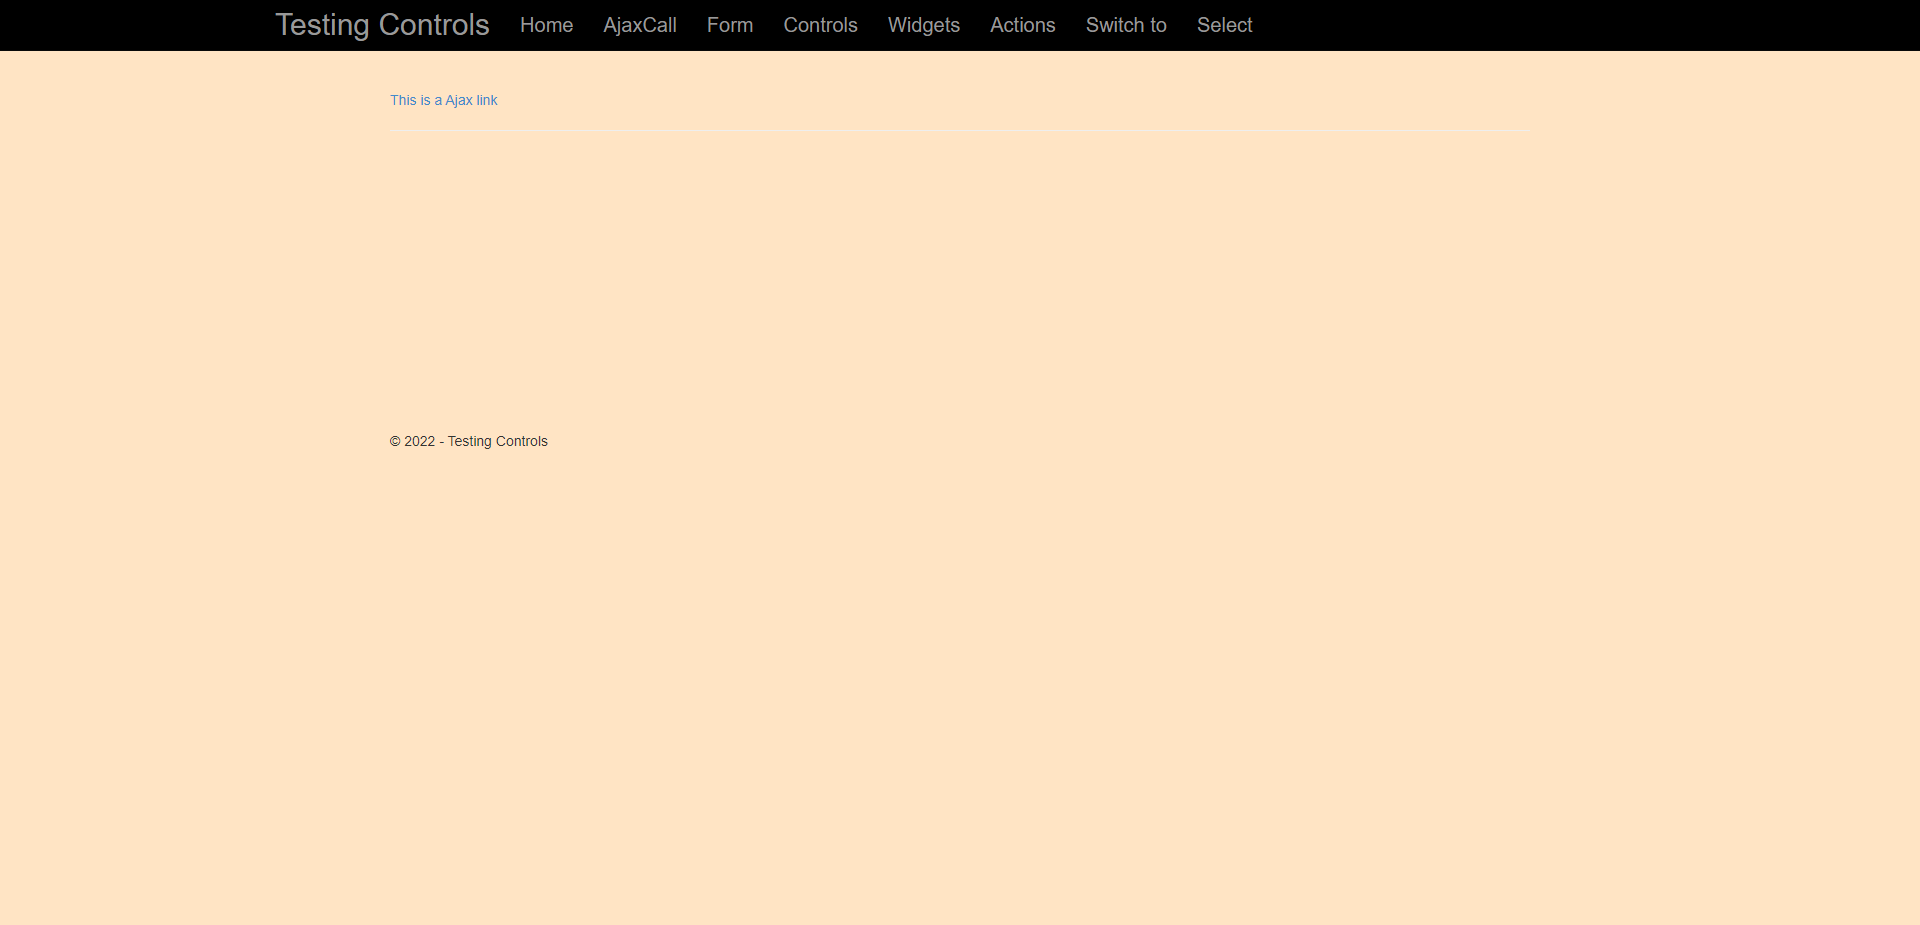 Testing Controls Home AjaxCall Form Controls Widgets Actions Switch to Select
This is a Ajax link
© 2022 - Testing Controls